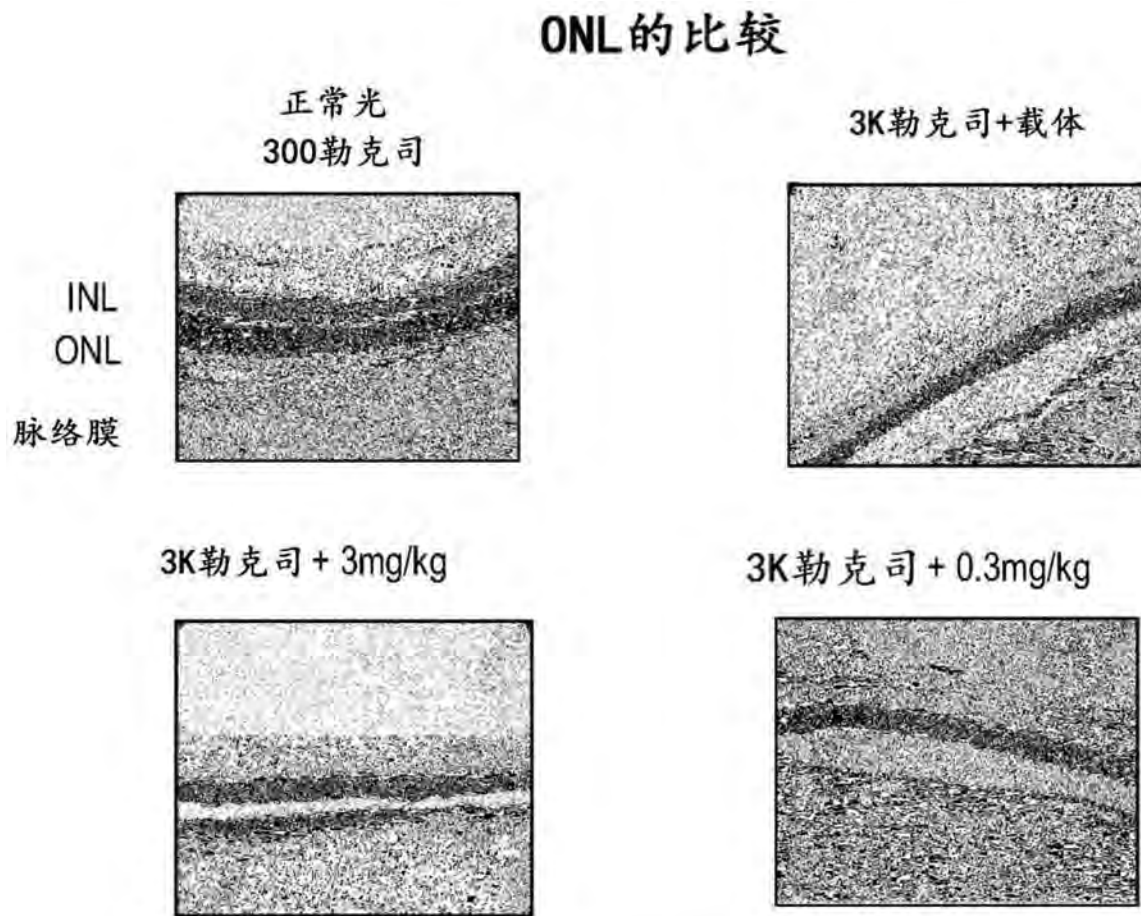 ONL的比较
正常光
300勒克司
3K勒克司+载体
INL
ONL
脉络膜
3K勒克司 + 3mg/kg
3K勒克司 + 0.3mg/kg